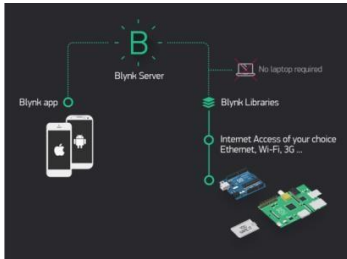 B
Blynk Server
No laptop required
Blynk app
Blynk Libraries
Internet Access of your choice
Ethernet, Wi-Fi, 3G ...